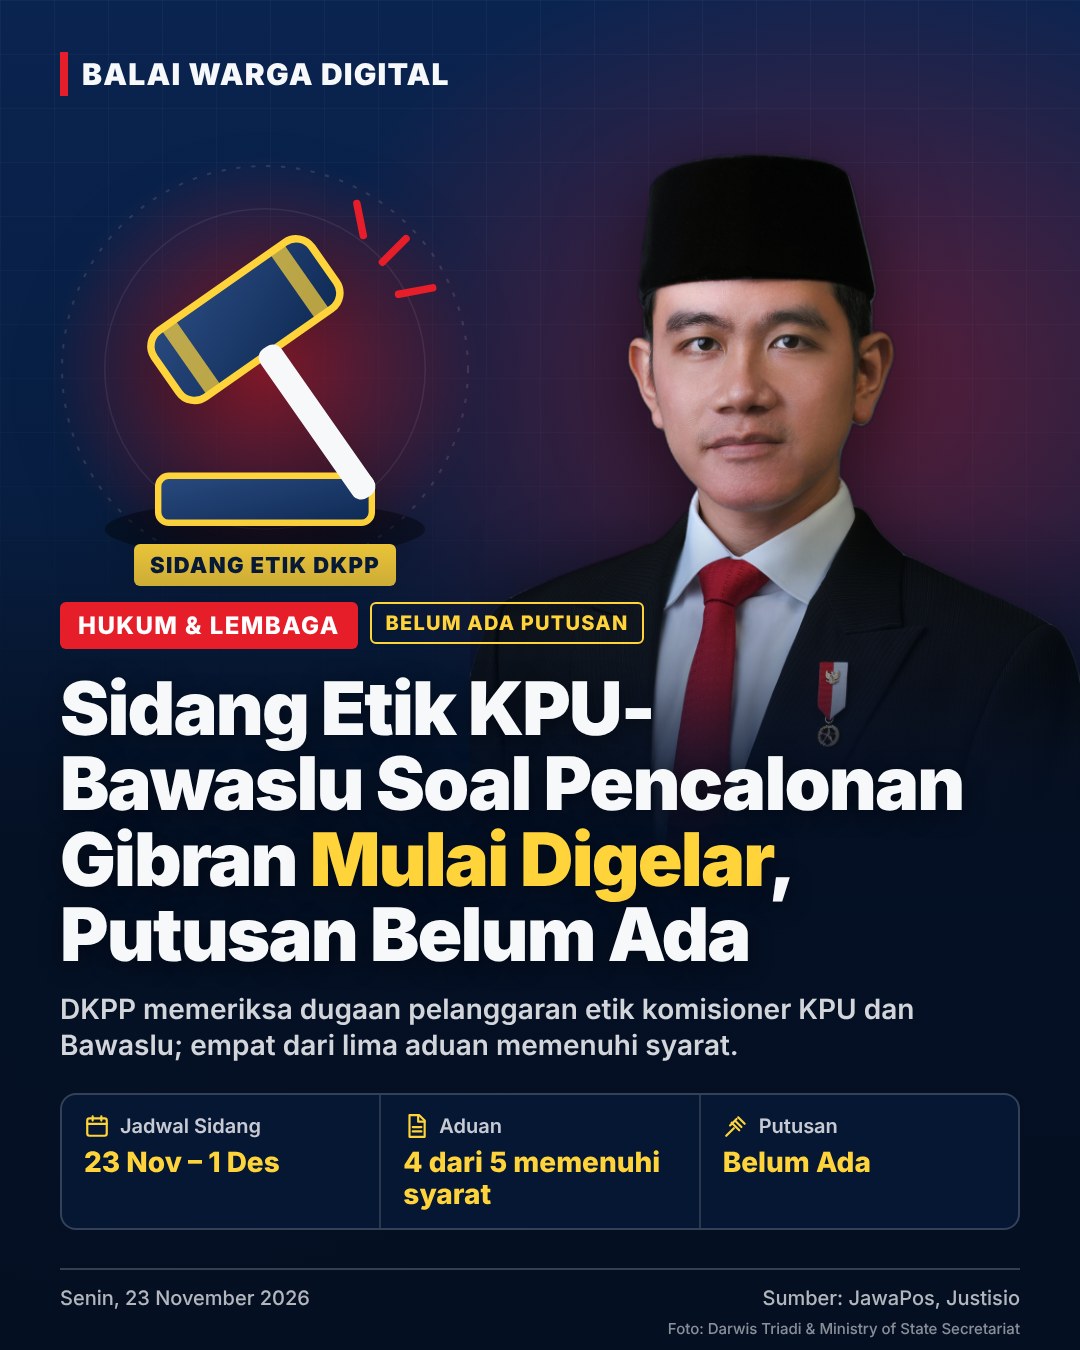 BALAI WARGA DIGITAL
SIDANG ETIK DKPP
HUKUM & LEMBAGA
BELUM ADA PUTUSAN
Sidang Etik KPU-
Bawaslu Soal Pencalonan
Gibran Mulai Digelar,
Putusan Belum Ada
DKPP memeriksa dugaan pelanggaran etik komisioner KPU dan
Bawaslu; empat dari lima aduan memenuhi syarat.
Jadwal Sidang
23 Nov – 1 Des
Aduan
4 dari 5 memenuhi
syarat
Putusan
Belum Ada
Senin, 23 November 2026
Sumber: JawaPos, Justisio
Foto: Darwis Triadi & Ministry of State Secretariat